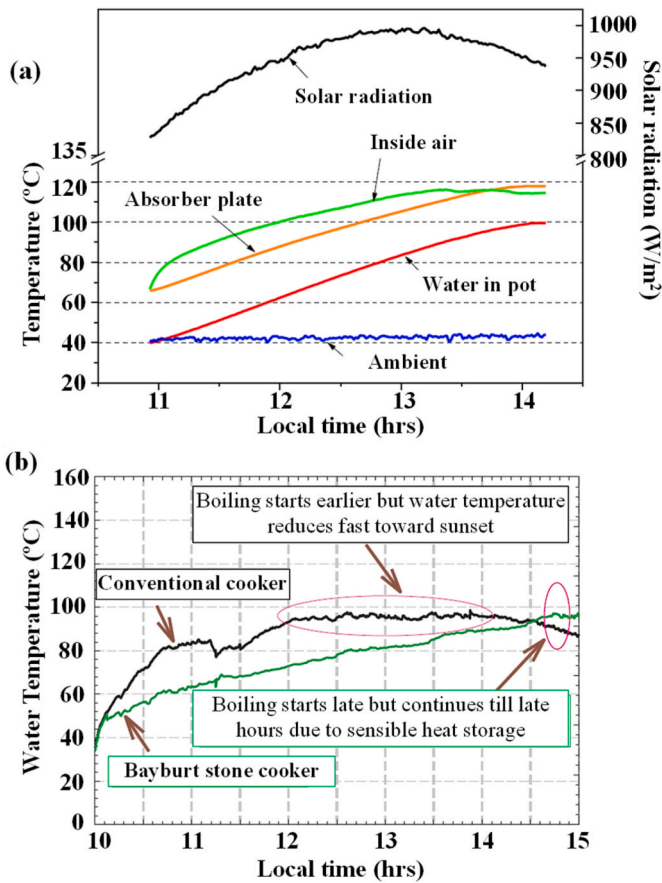 (a)
1000
950
900
850
800
Solar radiation (W/m²)
Solar radiation
135
120
100
80
60
40
20
Temperature (ºC)
Inside air
Absorber plate
Water in pot
Ambient
11
12
13
14
Local time (hrs)
(b)
160
140
120
100
80
60
40
20
0
Water Temperature (ºC)
Boiling starts earlier but water temperature
reduces fast toward sunset
Conventional cooker
Boiling starts late but continues till late
hours due to sensible heat storage
Bayburt stone cooker
10
11
12
13
14
15
Local time (hrs)